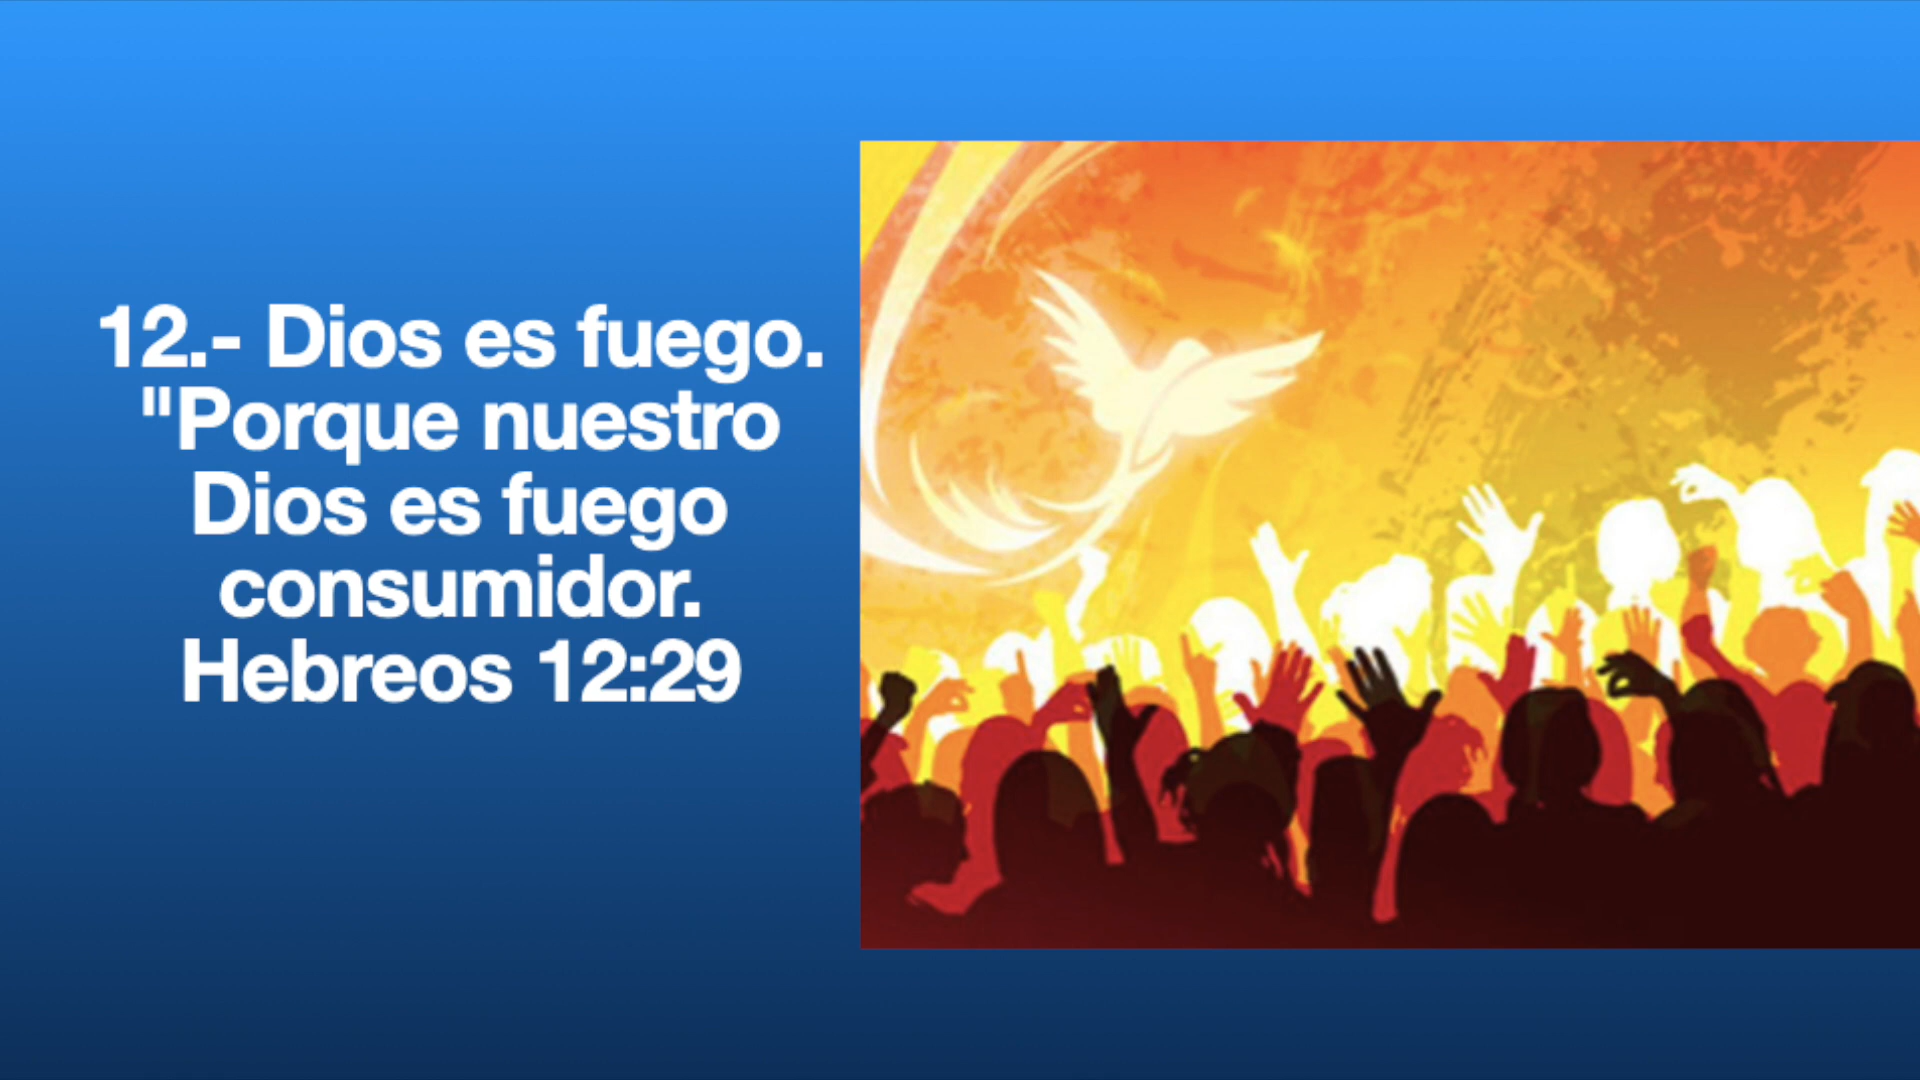 12.- Dios es fuego.
"Porque nuestro
Dios es fuego
consumidor.
Hebreos 12:29